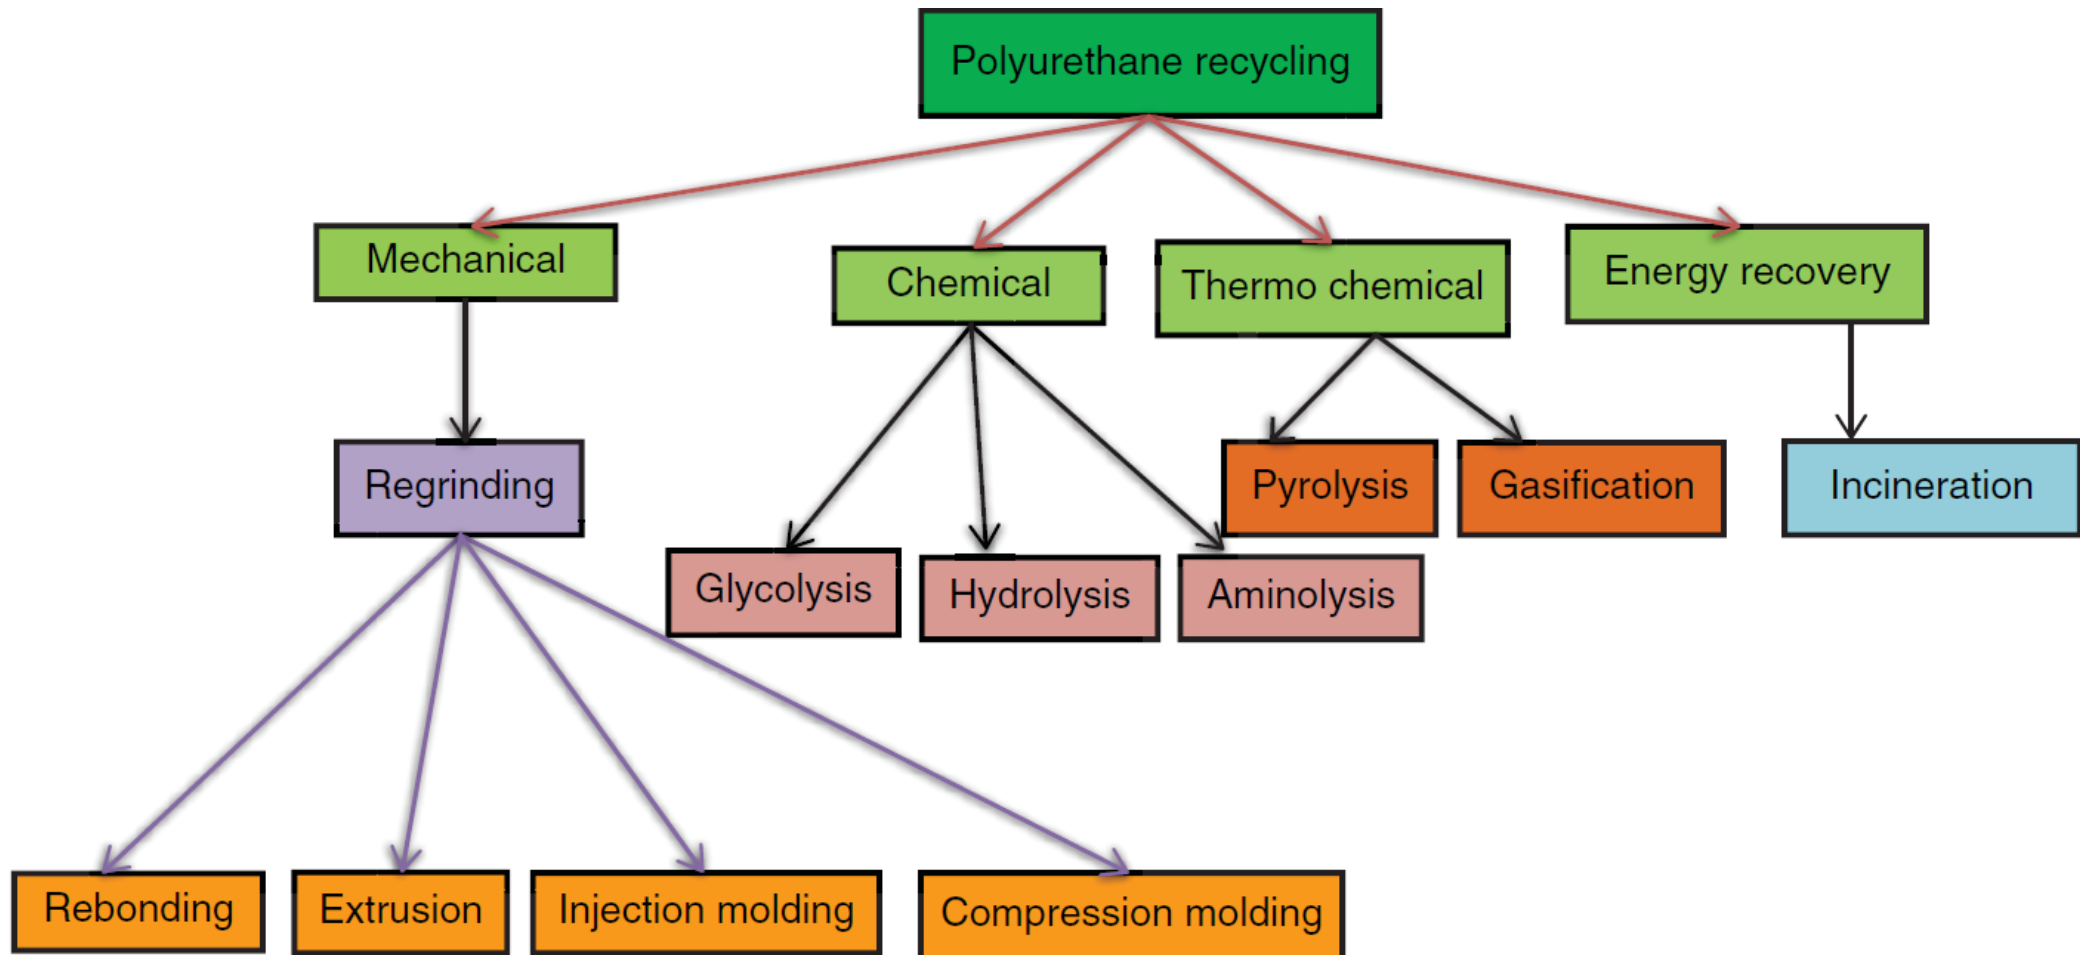 Polyurethane recycling
Mechanical
Chemical
Thermo chemical
Energy recovery
Regrinding
Pyrolysis
Gasification
Incineration
Glycolysis
Hydrolysis
Aminolysis
Rebonding
Extrusion
Injection molding
Compression molding